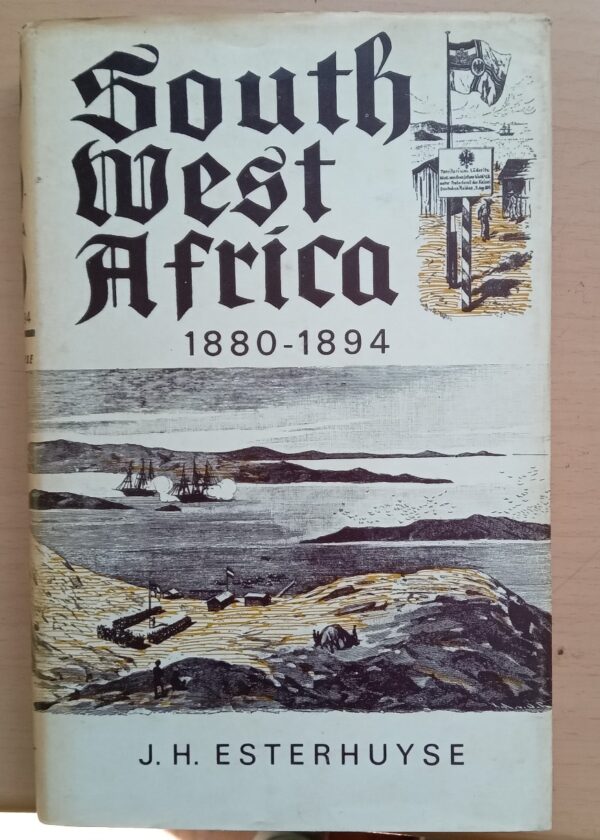 South
West
Africa
1880-1894
J. H. ESTERHUYSE